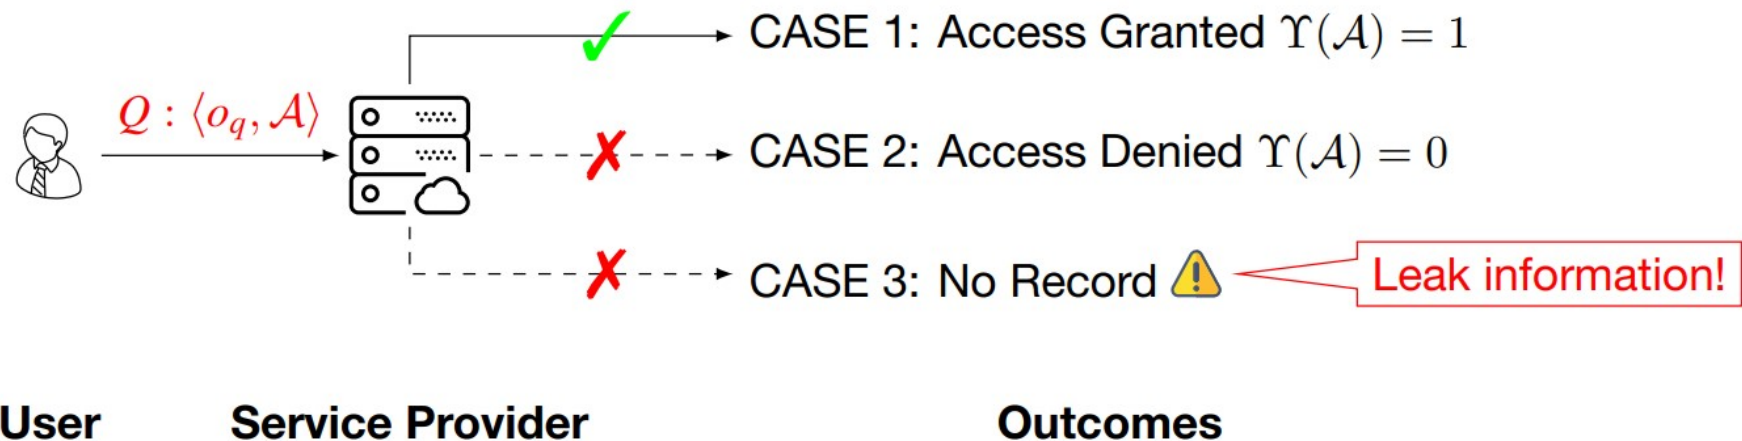 CASE 1: Access Granted ϒ(𝒜) = 1
Q : ⟨o_q, 𝒜⟩
CASE 2: Access Denied ϒ(𝒜) = 0
CASE 3: No Record
Leak information!
User
Service Provider
Outcomes